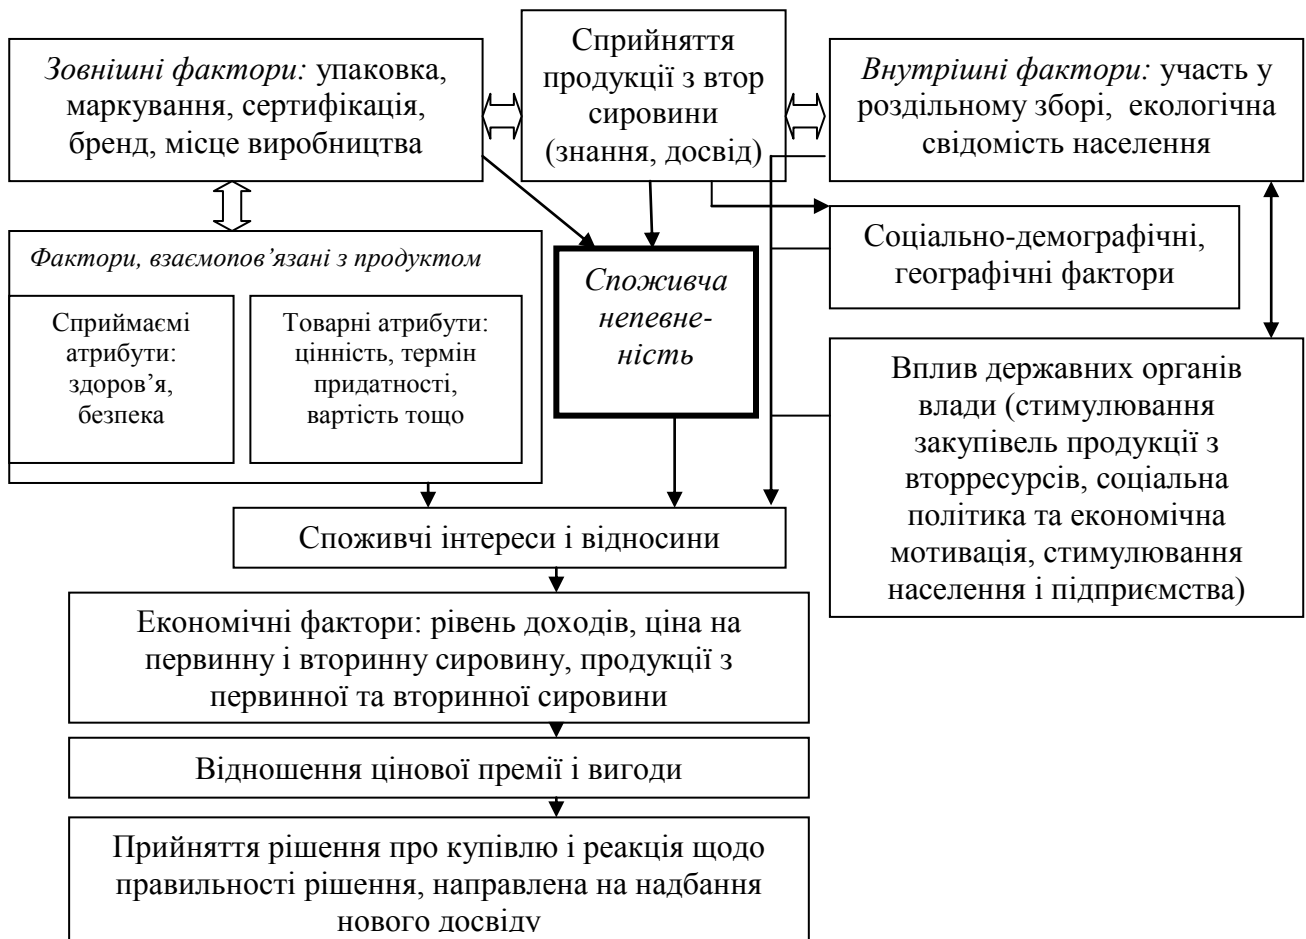 Зовнішні фактори: упаковка,
маркування, сертифікація,
бренд, місце виробництва
Сприйняття
продукції з втор
сировини
(знання, досвід)
Внутрішні фактори: участь у
роздільному зборі, екологічна
свідомість населення
Соціально-демографічні,
географічні фактори
Фактори, взаємопов’язані з продуктом
Сприймаємі
атрибути:
здоров’я,
безпека
Товарні атрибути:
цінність, термін
придатності,
вартість тощо
Споживча
непевне-
ність
Вплив державних органів
влади (стимулювання
закупівель продукції з
вторресурсів, соціальна
політика та економічна
мотивація, стимулювання
населення і підприємства)
Споживчі інтереси і відносини
Економічні фактори: рівень доходів, ціна на
первинну і вторинну сировину, продукції з
первинної та вторинної сировини
Відношення цінової премії і вигоди
Прийняття рішення про купівлю і реакція щодо
правильності рішення, направлена на надбання
нового досвіду